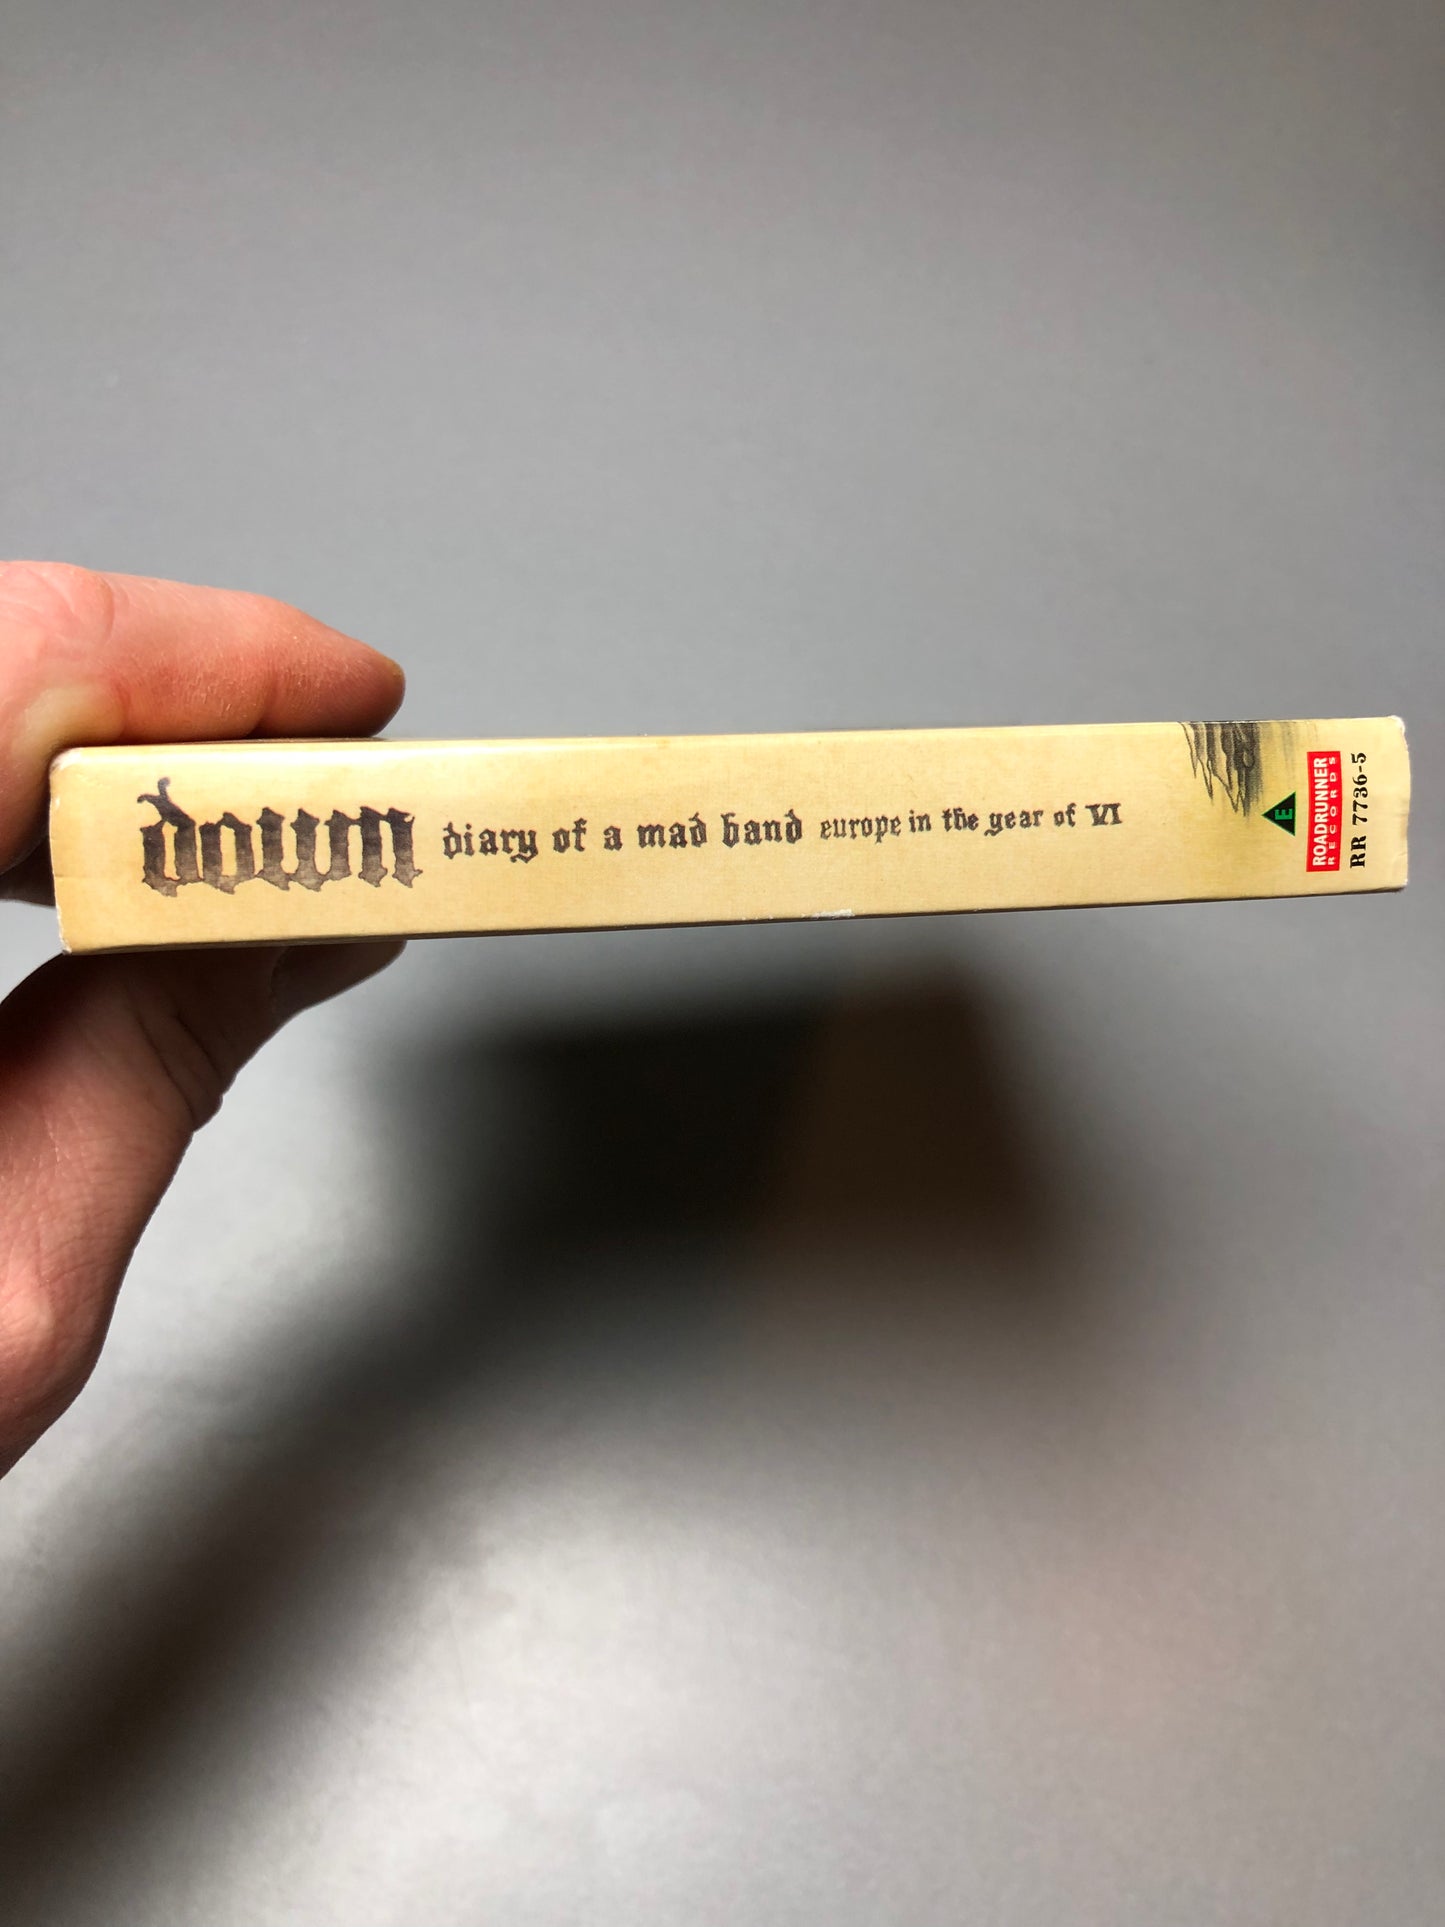 down diary of a mad band europe in the year of VI
E
ROADRUNNER
RECORDS
RR 7736-5